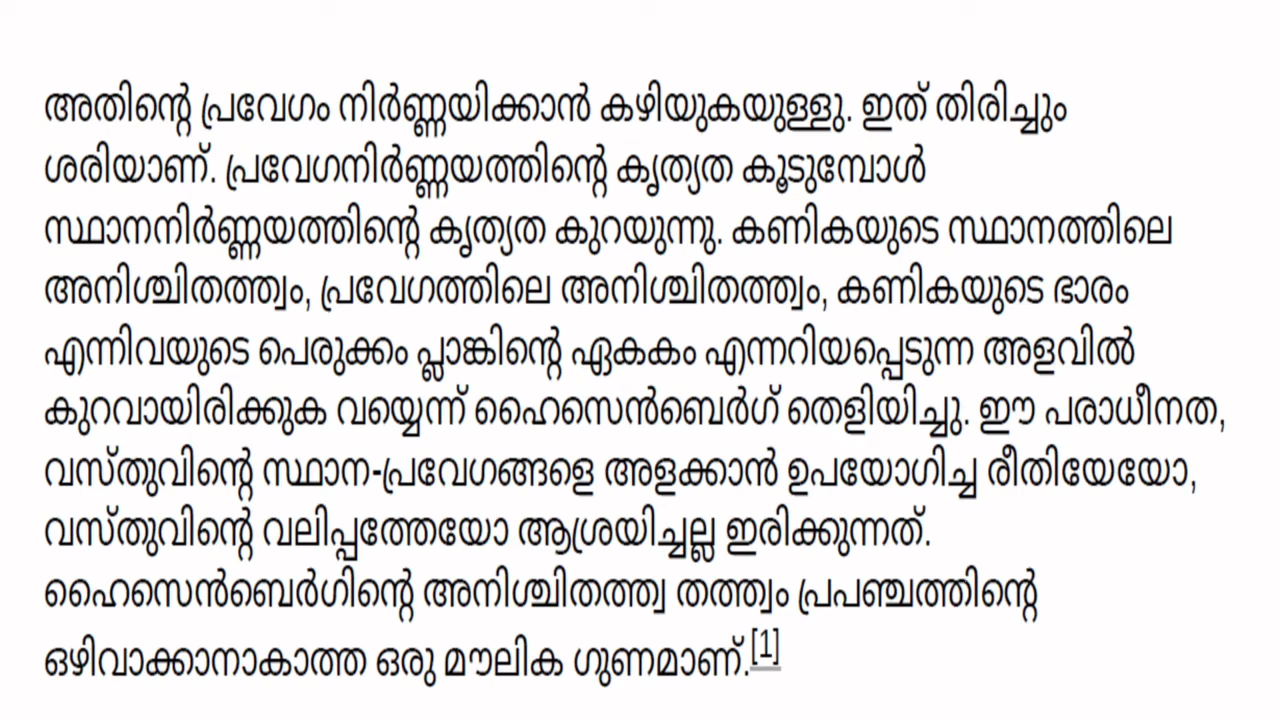 അതിന്റെ പ്രവേഗം നിർണ്ണയിക്കാൻ കഴിയുകയുള്ളു. ഇത് തിരിച്ചും
ശരിയാണ്. പ്രവേഗനിർണ്ണയത്തിന്റെ കൃത്യത കൂടുമ്പോൾ
സ്ഥാനനിർണ്ണയത്തിന്റെ കൃത്യത കുറയുന്നു. കണികയുടെ സ്ഥാനത്തിലെ
അനിശ്ചിതത്ത്വം, പ്രവേഗത്തിലെ അനിശ്ചിതത്ത്വം, കണികയുടെ ഭാരം
എന്നിവയുടെ പെരുക്കം പ്ലാങ്കിന്റെ ഏകകം എന്നറിയപ്പെടുന്ന അളവിൽ
കുറവായിരിക്കുക വയ്യെന്ന് ഹൈസെൻബെർഗ് തെളിയിച്ചു. ഈ പരാധീനത,
വസ്തുവിന്റെ സ്ഥാന-പ്രവേഗങ്ങളെ അളക്കാൻ ഉപയോഗിച്ച രീതിയേയോ,
വസ്തുവിന്റെ വലിപ്പത്തേയോ ആശ്രയിച്ചല്ല ഇരിക്കുന്നത്.
ഹൈസെൻബെർഗിന്റെ അനിശ്ചിതത്ത്വ തത്ത്വം പ്രപഞ്ചത്തിന്റെ
ഒഴിവാക്കാനാകാത്ത ഒരു മൗലിക ഗുണമാണ്.[1]